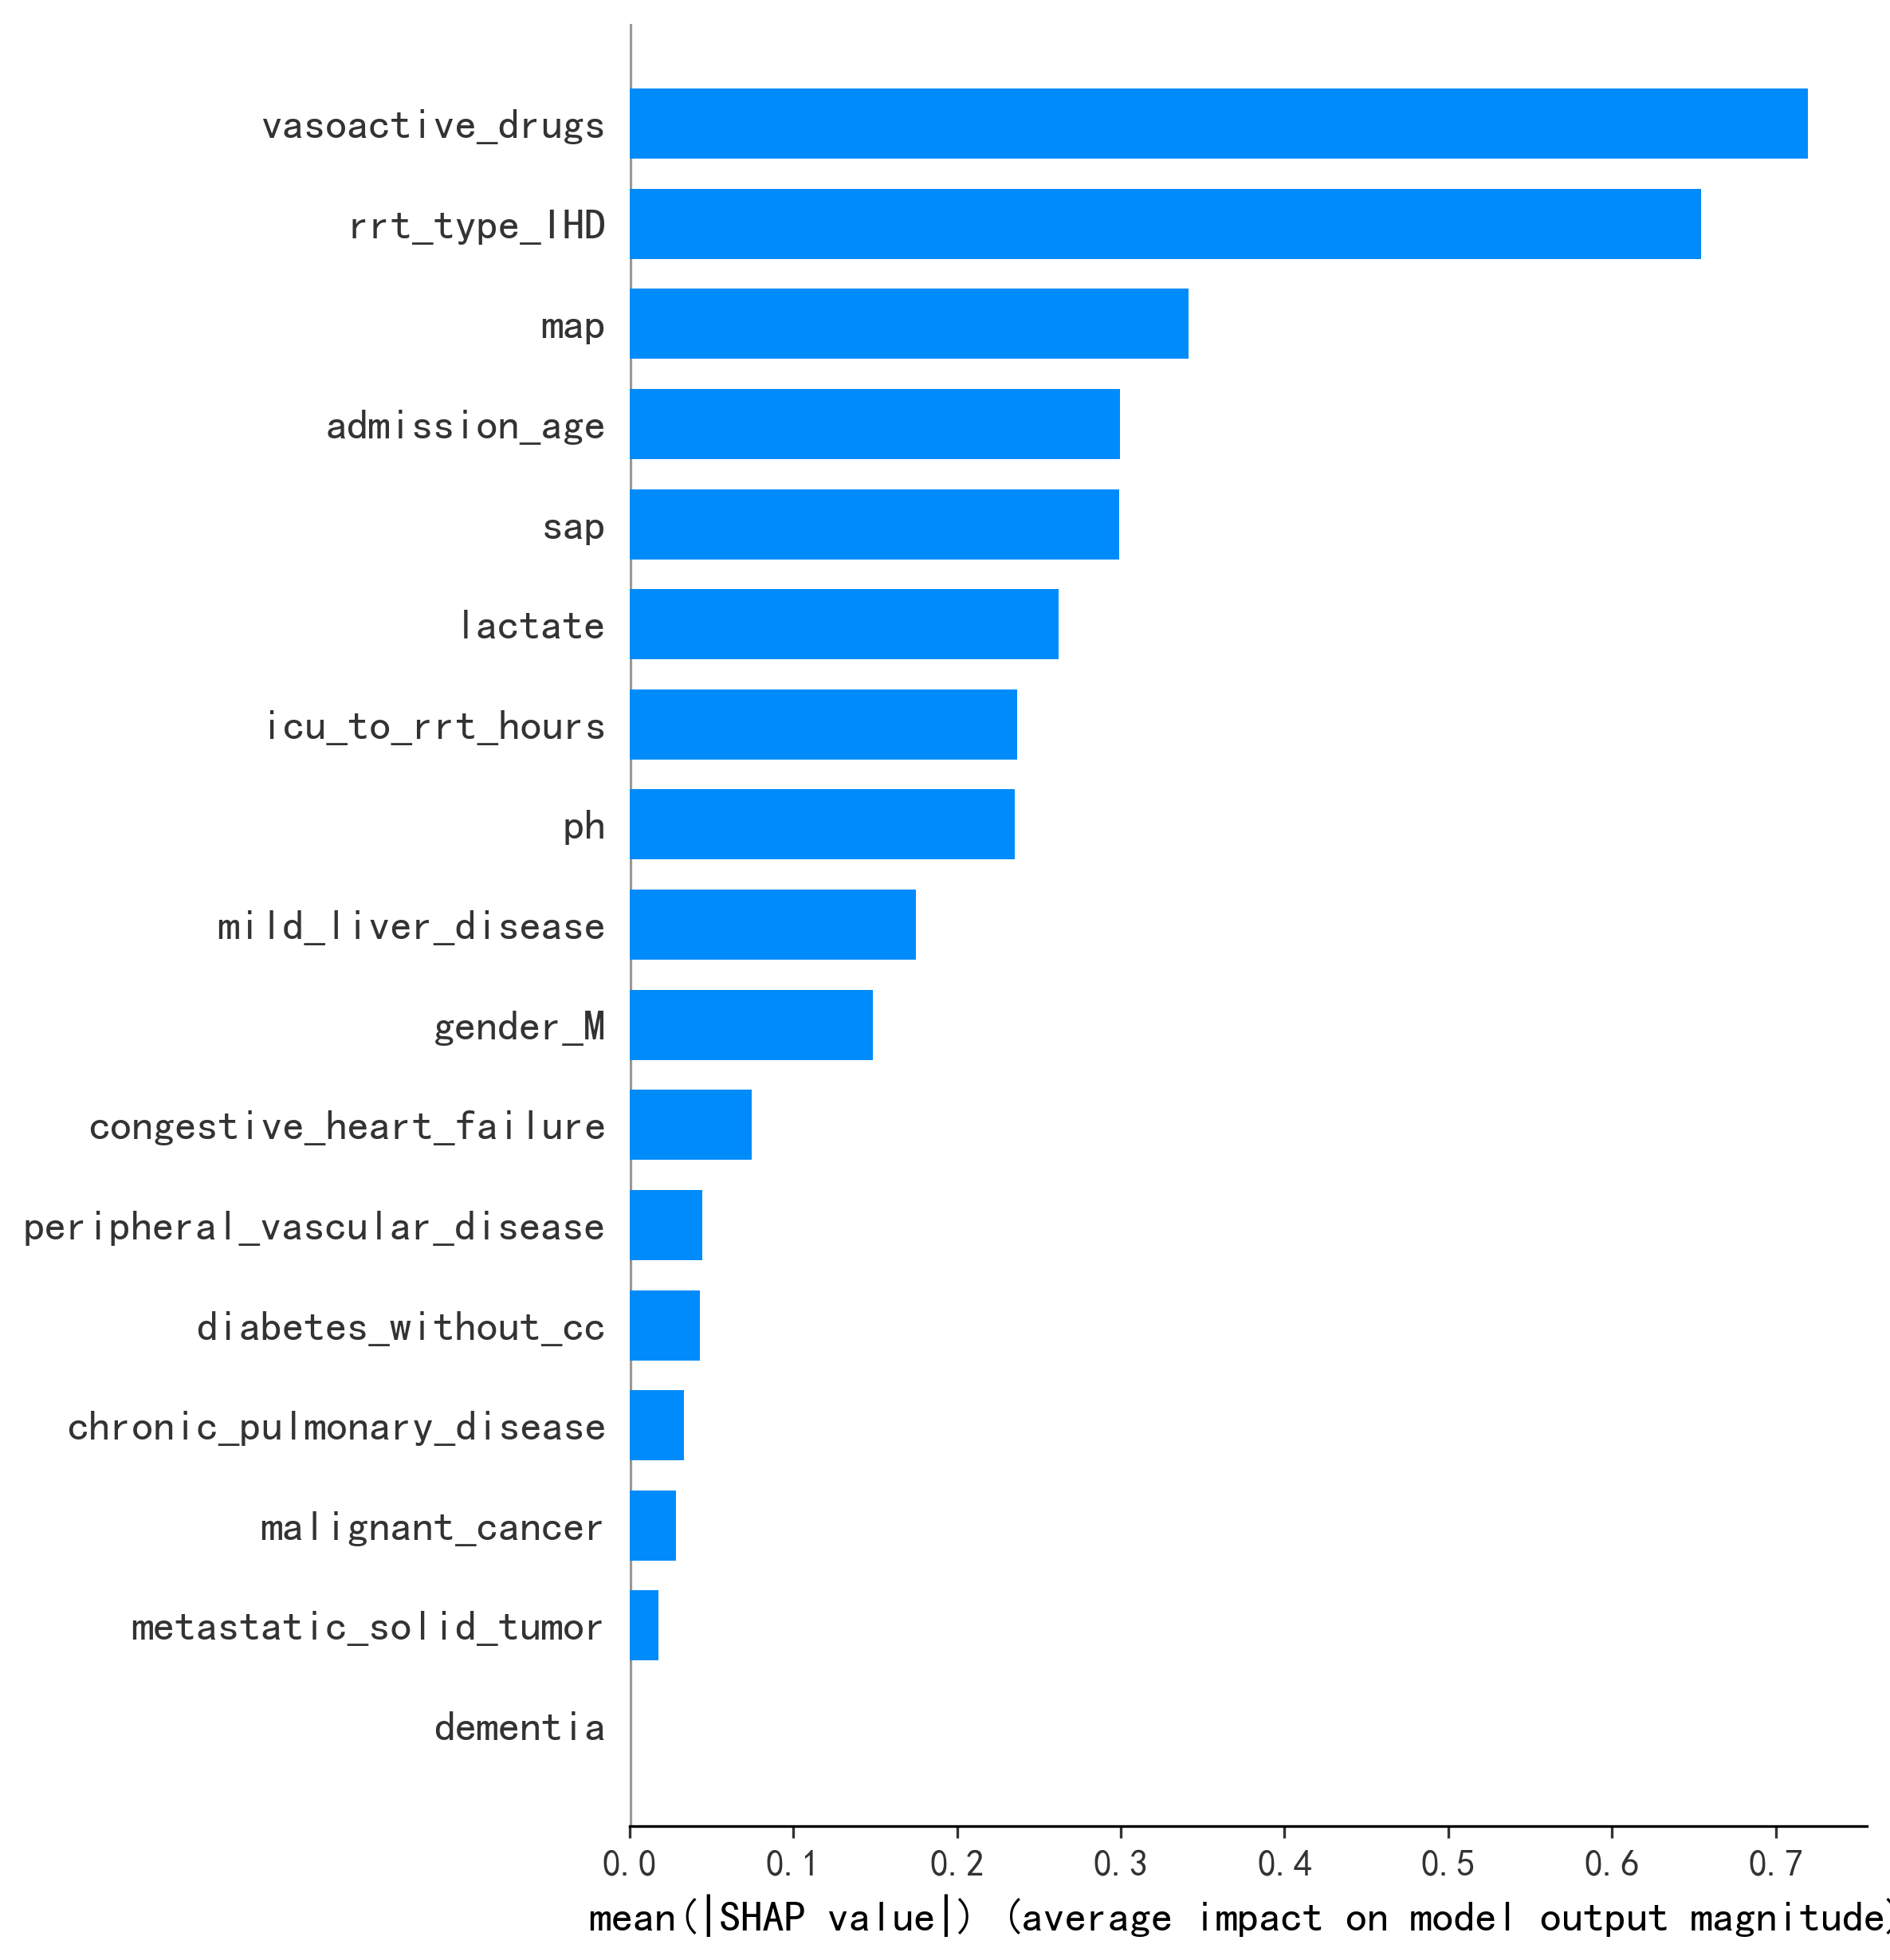 vasoactive_drugs
rrt_type_IHD
map
admission_age
sap
lactate
icu_to_rrt_hours
ph
mild_liver_disease
gender_M
congestive_heart_failure
peripheral_vascular_disease
diabetes_without_cc
chronic_pulmonary_disease
malignant_cancer
metastatic_solid_tumor
dementia
0.0 0.1 0.2 0.3 0.4 0.5 0.6 0.7
mean(|SHAP value|) (average impact on model output magnitude)